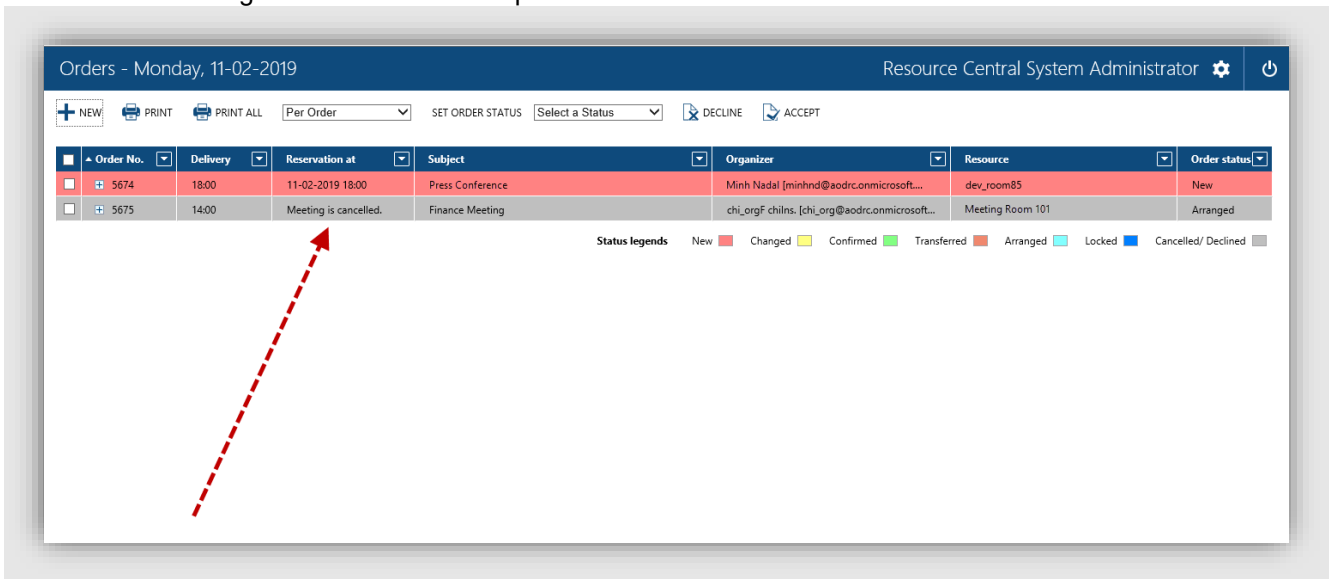 Orders - Monday, 11-02-2019 Resource Central System Administrator
NEW PRINT PRINT ALL Per Order SET ORDER STATUS Select a Status DECLINE ACCEPT
Order No. Delivery Reservation at Subject Organizer Resource Order status
5674 18:00 11-02-2019 18:00 Press Conference Minh Nadal [minhnd@aodrc.onmicrosoft.... dev_room85 New
5675 14:00 Meeting is cancelled. Finance Meeting chi_orgF chilns. [chi_org@aodrc.onmicrosoft... Meeting Room 101 Arranged
Status legends New Changed Confirmed Transferred Arranged Locked Cancelled/ Declined